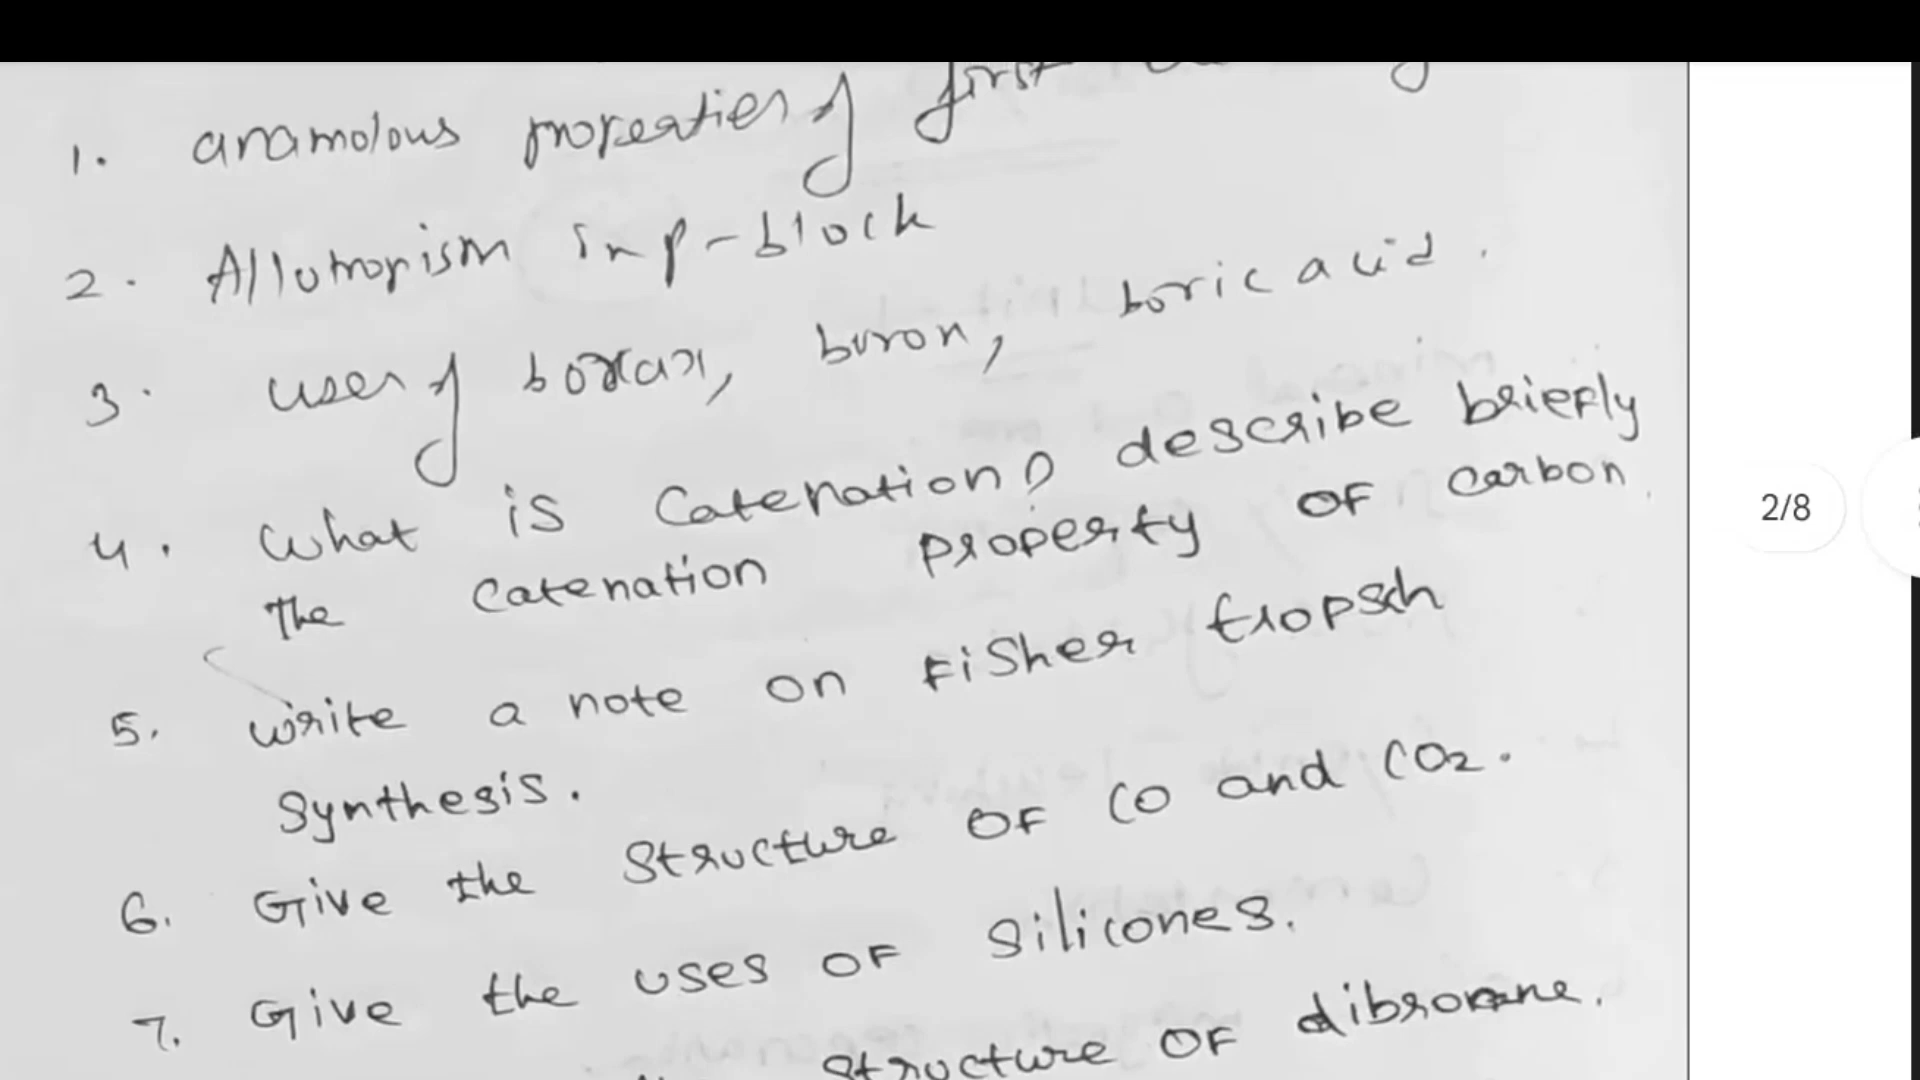 1. anamolous properties of first
2. Allotropism in p-block
3. uses of borax, boron, boric acid.
4. What is Catenation? describe briefly
the catenation property of carbon.
5. write a note on Fisher tropsch
Synthesis.
6. Give the Structure OF CO and CO2.
7. Give the uses OF Silicones.
Structure OF
2/8